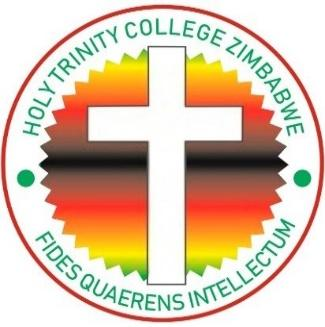 HOLY TRINITY COLLEGE ZIMBABWE
FIDES QUAERENS INTELLECTUM